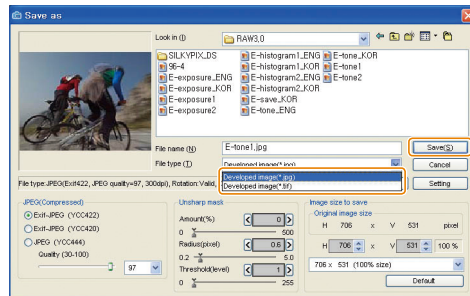 Save as
Look in (I)
RAW3.0
SILKYPIX_DS
96-4
E-exposure_ENG
E-exposure_KOR
E-exposure1
E-exposure2
E-histogram1_ENG
E-histogram1_KOR
E-histogram2_ENG
E-histogram2_KOR
E-save_KOR
E-tone_ENG
E-tone_KOR
E-tone1
E-tone2
File name (N)
E-tone1.jpg
Save(S)
File type (T)
Developed image(*.jpg)
Cancel
Developed image(*.jpg)
Developed image(*.tif)
File type:JPEG(Exif422, JPEG quality=97, 300dpi), Rotation:Valid,
Setting
JPEG(Compressed)
Exif-JPEG (YCC422)
Exif-JPEG (YCC420)
JPEG (YCC444)
Quality (30-100)
97
Unsharp mask
Amount(%)
0
0 500
Radius(pixel)
0.6
0.2 5.0
Threshold(level)
1
0 255
Image size to save
Original image size
H 706 x V 531 pixel
H 706 x V 531 100 %
706 x 531 (100% size)
Default